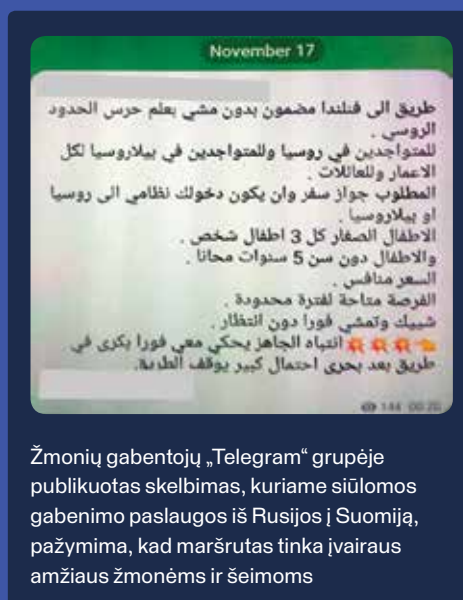 November 17
طريق الى فنلندا مضمون بدون مشي بعلم حرس الحدود
الروسي .
للمتواجدين في روسيا وللمتواجدين في بيلاروسيا لكل
الاعمار وللعائلات .
المطلوب جواز سفر وان يكون دخولك نظامي الى روسيا
او بيلاروسيا .
الاطفال الصغار كل 3 اطفال شخص .
والاطفال دون سن 5 سنوات مجانا .
السعر منافس .
الفرصة متاحة لفترة محدودة .
شييك وتمشي فورا دون انتظار .
انتباه الجاهز يحكي معي فورا بكرى في
طريق بعد بحرى احتمال كبير يوقف الطريق.
144 00:20
Žmonių gabentojų „Telegram“ grupėje
publikuotas skelbimas, kuriame siūlomos
gabenimo paslaugos iš Rusijos į Suomiją,
pažymima, kad maršrutas tinka įvairaus
amžiaus žmonėms ir šeimoms